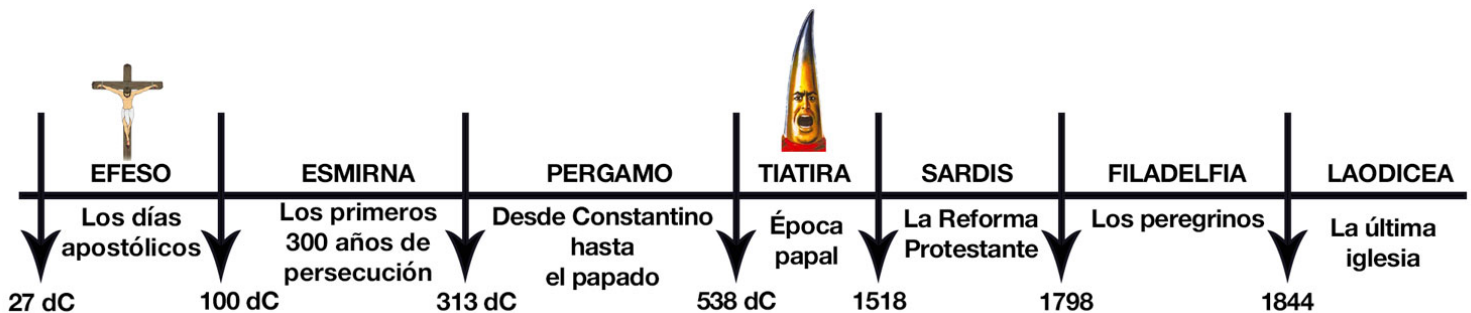 EFESO
ESMIRNA
PERGAMO
TIATIRA
SARDIS
FILADELFIA
LAODICEA
Los días
apostólicos
Los primeros
300 años de
persecución
Desde Constantino
hasta
el papado
Época
papal
La Reforma
Protestante
Los peregrinos
La última
iglesia
27 dC
100 dC
313 dC
538 dC
1518
1798
1844